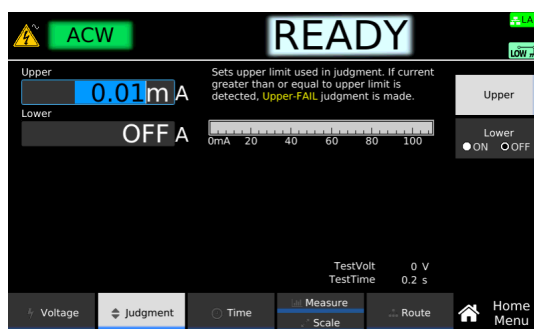 ACW
READY
LA
LOW
Upper
0.01m A
Lower
OFF A
Sets upper limit used in judgment. If current
greater than or equal to upper limit is
detected, Upper-FAIL judgment is made.
0mA 20 40 60 80 100
Upper
Lower
ON OFF
TestVolt 0 V
TestTime 0.2 s
Voltage
Judgment
Time
Measure
Scale
Route
Home
Menu